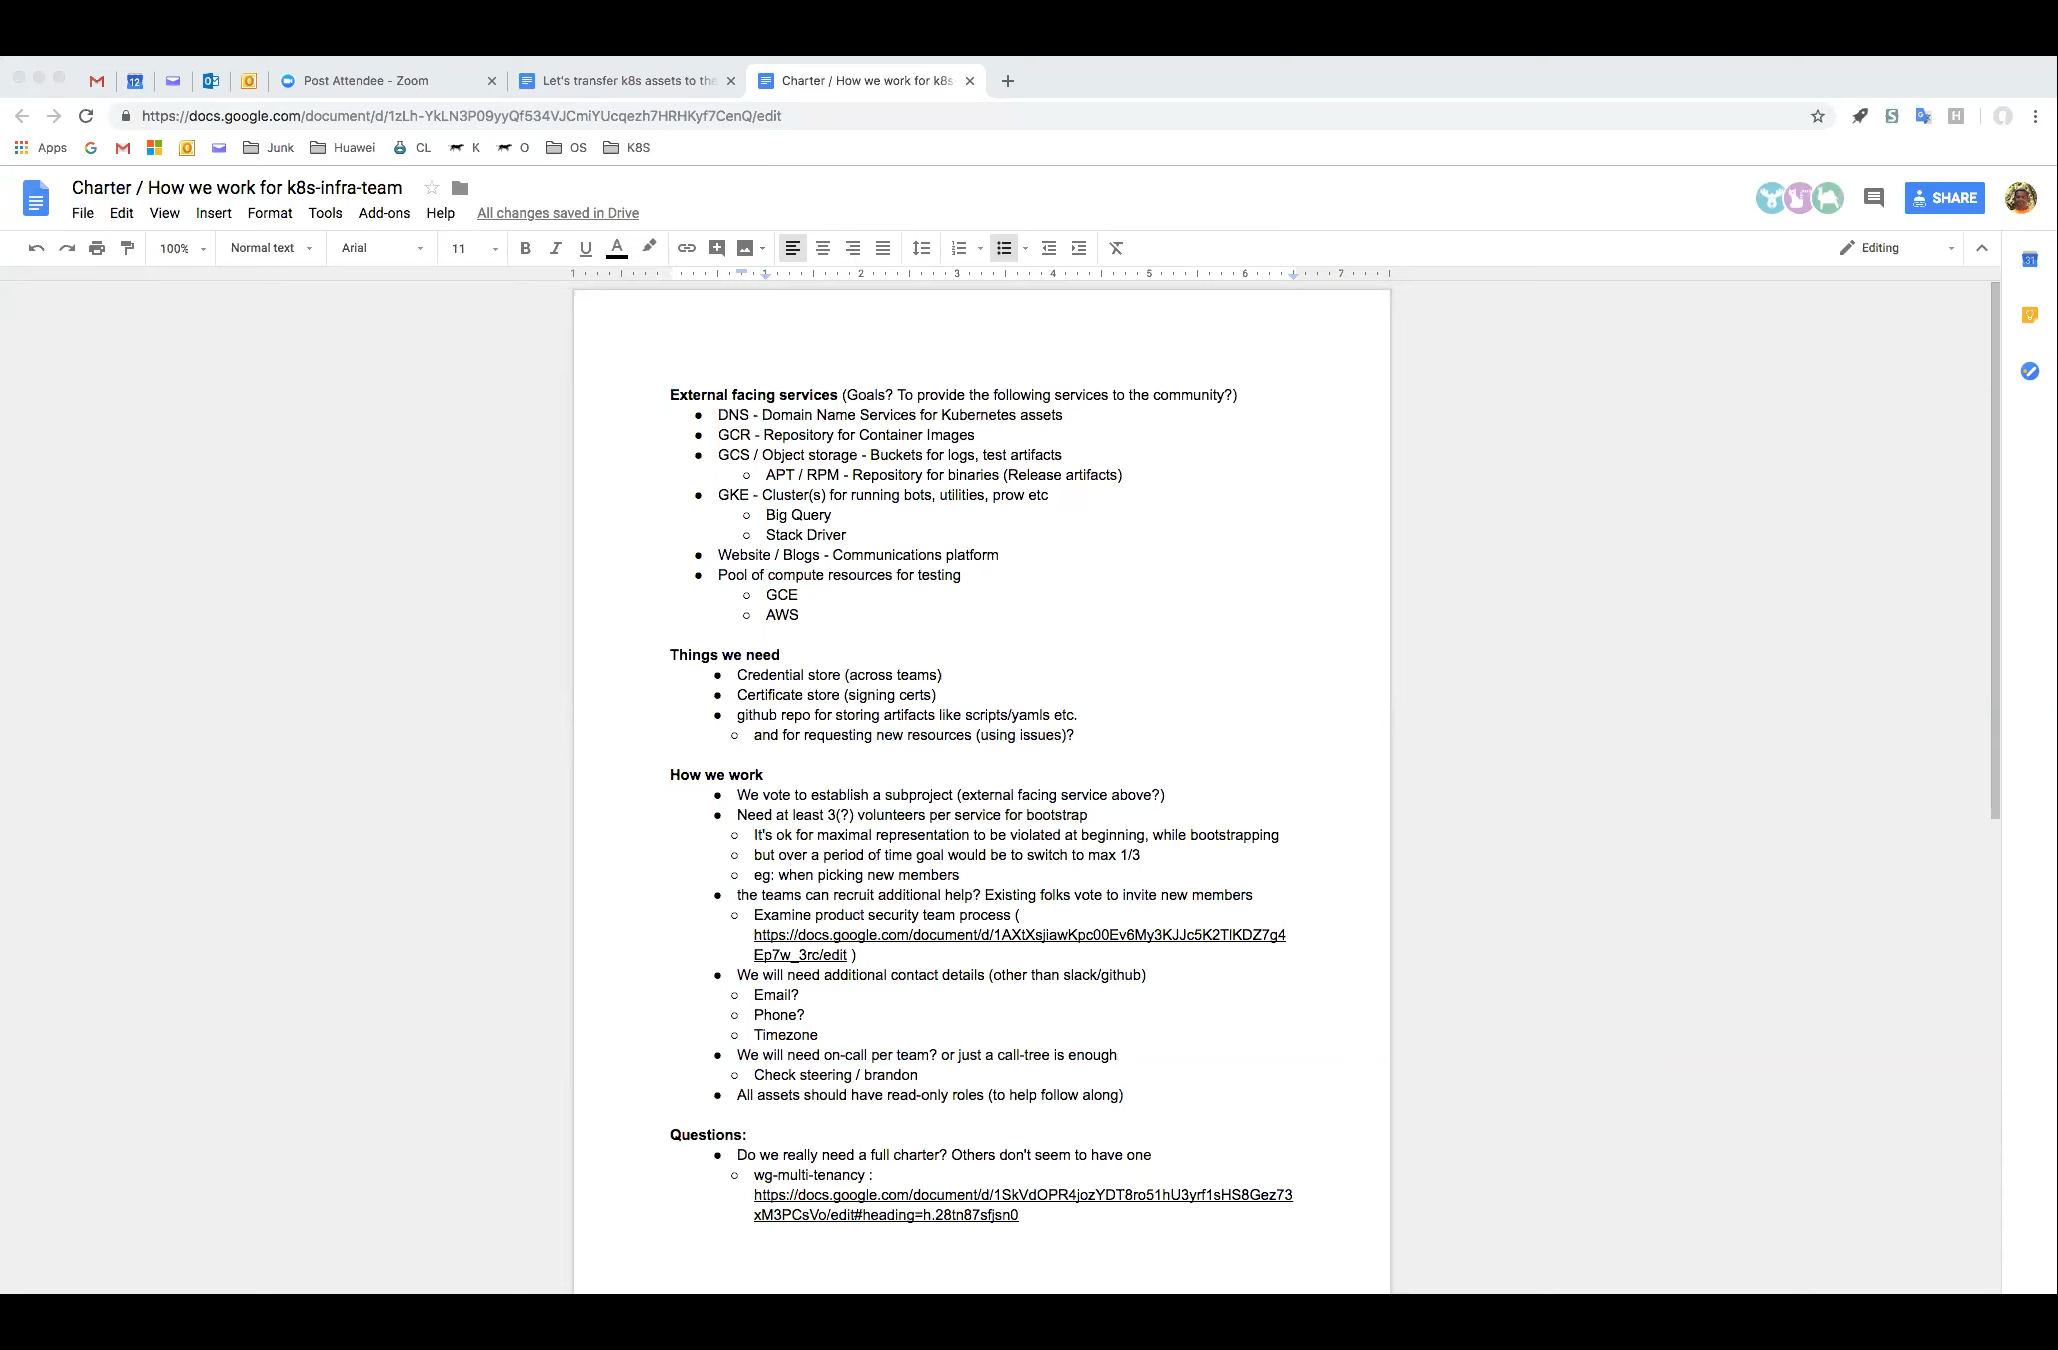 12
Post Attendee - Zoom
Let's transfer k8s assets to the
Charter / How we work for k8s
https://docs.google.com/document/d/1zLh-YkLN3P09yyQf534VJCmiYUcqezh7HRHKyf7CenQ/edit
Apps
Junk
Huawei
CL
K
O
OS
K8S
Charter / How we work for k8s-infra-team
File Edit View Insert Format Tools Add-ons Help All changes saved in Drive
SHARE
100% Normal text Arial 11 B I U A Editing
1 1 2 3 4 5 6 7
31
External facing services (Goals? To provide the following services to the community?)
● DNS - Domain Name Services for Kubernetes assets
● GCR - Repository for Container Images
● GCS / Object storage - Buckets for logs, test artifacts
○ APT / RPM - Repository for binaries (Release artifacts)
● GKE - Cluster(s) for running bots, utilities, prow etc
○ Big Query
○ Stack Driver
● Website / Blogs - Communications platform
● Pool of compute resources for testing
○ GCE
○ AWS
Things we need
● Credential store (across teams)
● Certificate store (signing certs)
● github repo for storing artifacts like scripts/yamls etc.
○ and for requesting new resources (using issues)?
How we work
● We vote to establish a subproject (external facing service above?)
● Need at least 3(?) volunteers per service for bootstrap
○ It's ok for maximal representation to be violated at beginning, while bootstrapping
○ but over a period of time goal would be to switch to max 1/3
○ eg: when picking new members
● the teams can recruit additional help? Existing folks vote to invite new members
○ Examine product security team process (
https://docs.google.com/document/d/1AXtXsjiawKpc00Ev6My3KJJc5K2TlKDZ7g4
Ep7w_3rc/edit )
● We will need additional contact details (other than slack/github)
○ Email?
○ Phone?
○ Timezone
● We will need on-call per team? or just a call-tree is enough
○ Check steering / brandon
● All assets should have read-only roles (to help follow along)
Questions:
● Do we really need a full charter? Others don't seem to have one
○ wg-multi-tenancy :
https://docs.google.com/document/d/1SkVdOPR4jozYDT8ro51hU3yrf1sHS8Gez73
xM3PCsVo/edit#heading=h.28tn87sfjsn0